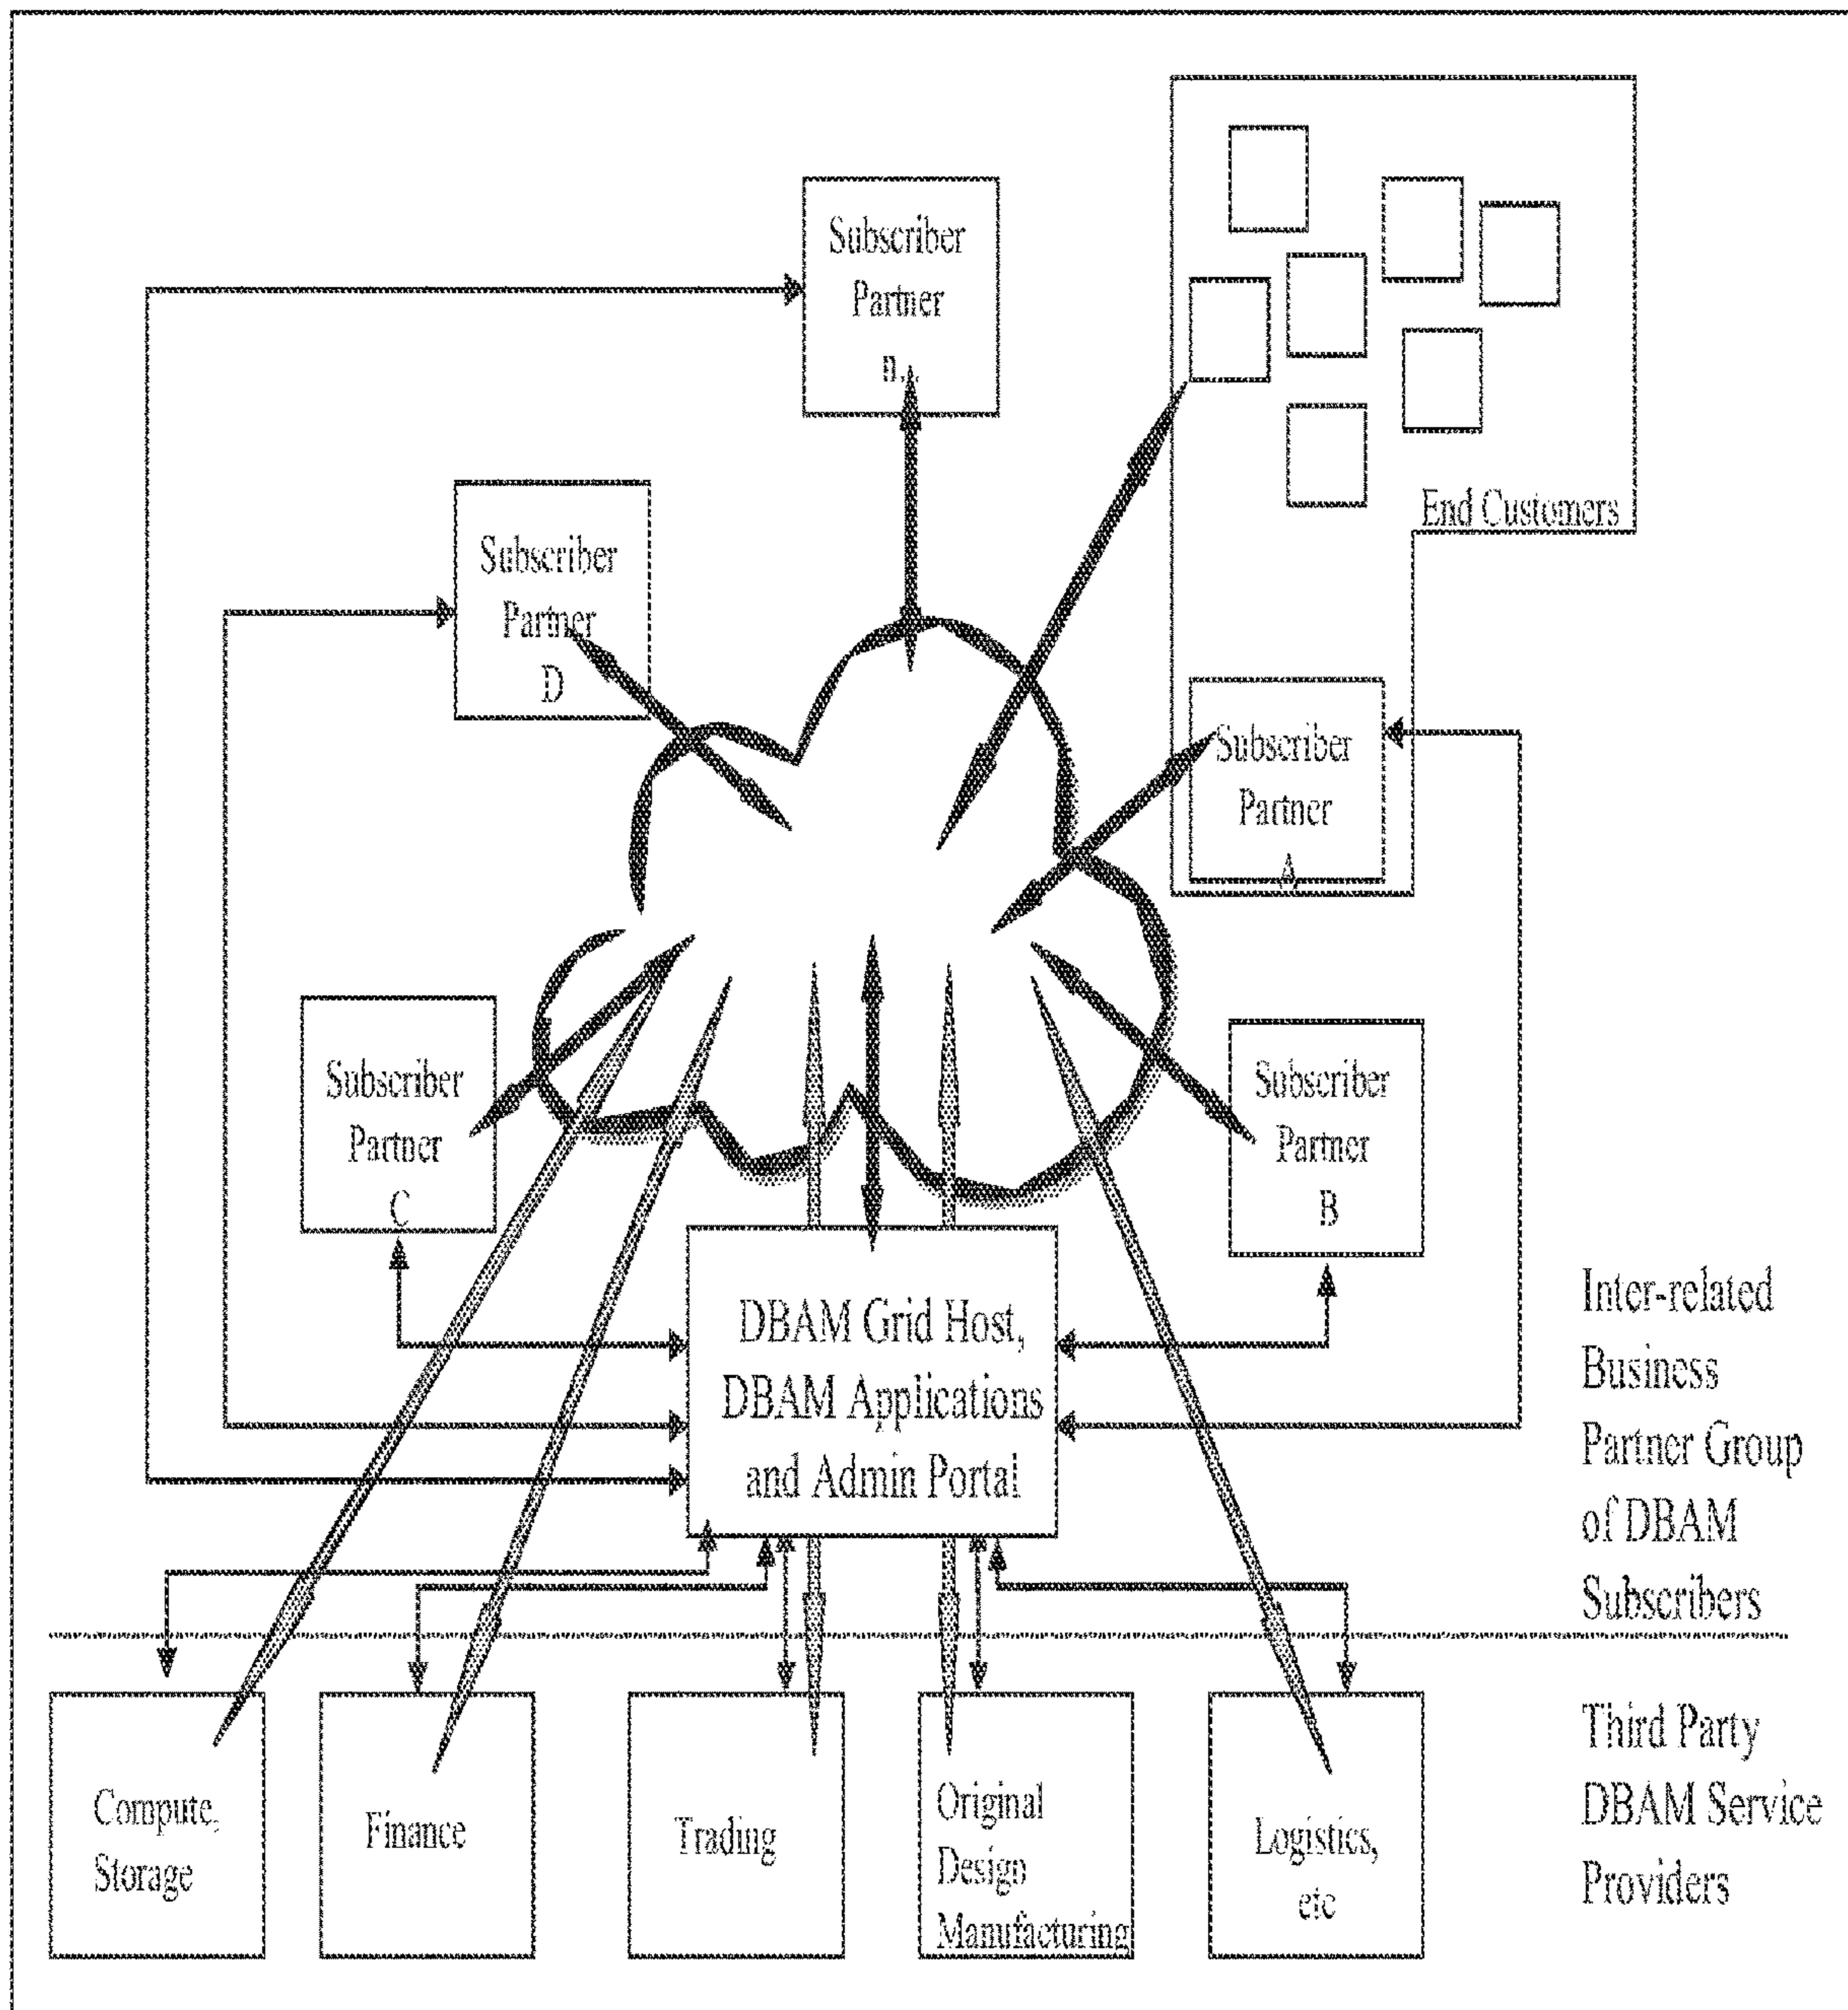 Subscriber
Partner
n...
End Customers
Subscriber
Partner
D
Subscriber
Partner
A
Subscriber
Partner
C
Subscriber
Partner
B
DBAM Grid Host,
DBAM Applications
and Admin Portal
Inter-related
Business
Partner Group
of DBAM
Subscribers
Compute,
Storage
Finance
Trading
Original
Design
Manufacturing
Logistics,
etc
Third Party
DBAM Service
Providers